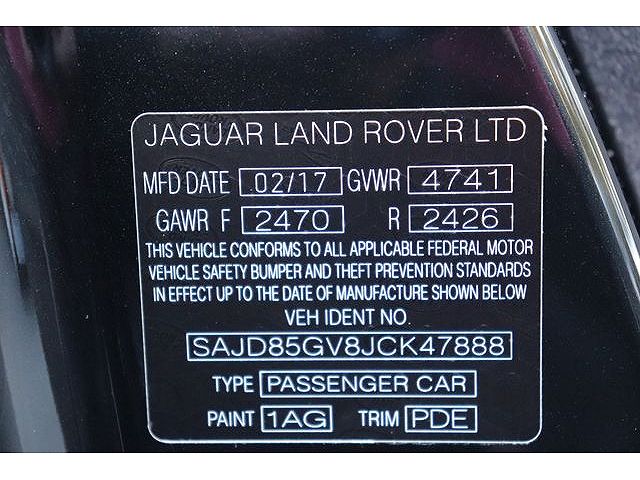 JAGUAR LAND ROVER LTD
MFD DATE 02/17 GVWR 4741
GAWR F 2470 R 2426
THIS VEHICLE CONFORMS TO ALL APPLICABLE FEDERAL MOTOR
VEHICLE SAFETY BUMPER AND THEFT PREVENTION STANDARDS
IN EFFECT UP TO THE DATE OF MANUFACTURE SHOWN BELOW
VEH IDENT NO.
SAJD85GV8JCK47888
TYPE PASSENGER CAR
PAINT 1AG TRIM PDE